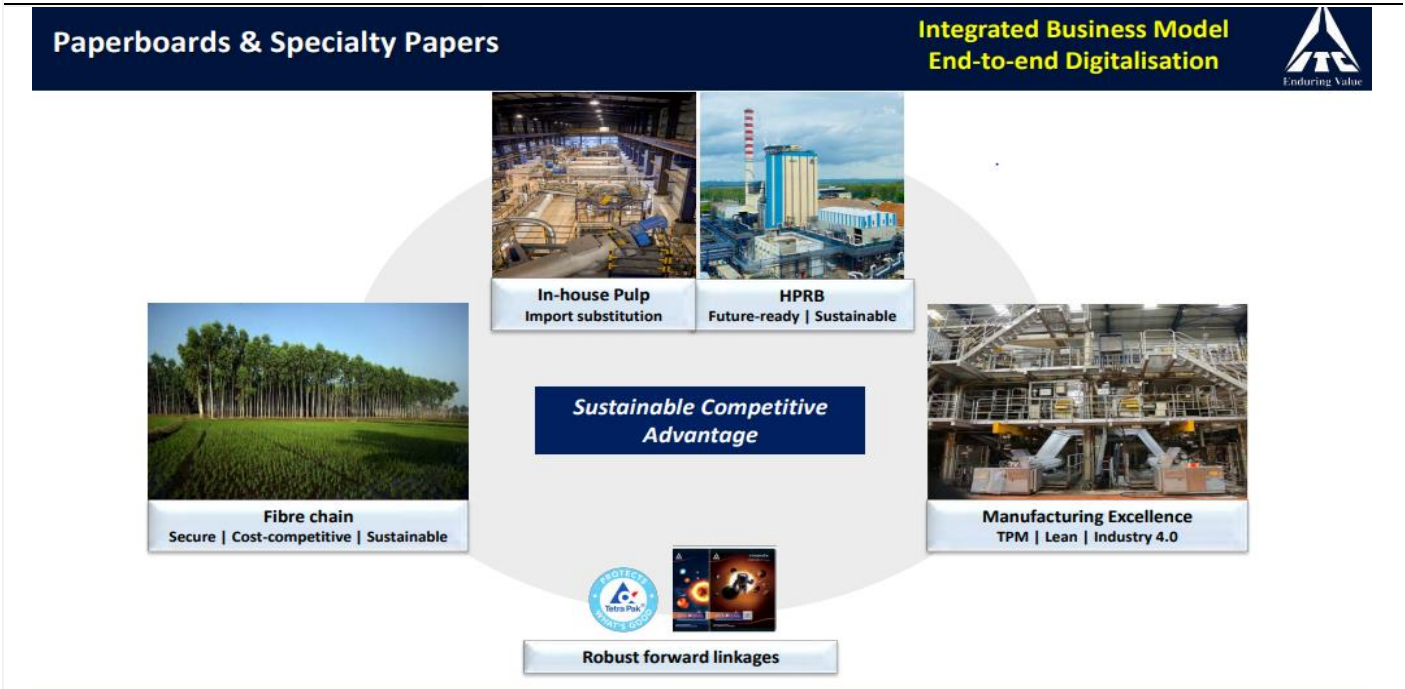 Paperboards & Specialty Papers
Integrated Business Model
End-to-end Digitalisation
ITC
Enduring Value
In-house Pulp
Import substitution
HPRB
Future-ready | Sustainable
Fibre chain
Secure | Cost-competitive | Sustainable
Sustainable Competitive
Advantage
Manufacturing Excellence
TPM | Lean | Industry 4.0
PROTECTS
Tetra Pak
WHAT'S GOOD
Robust forward linkages